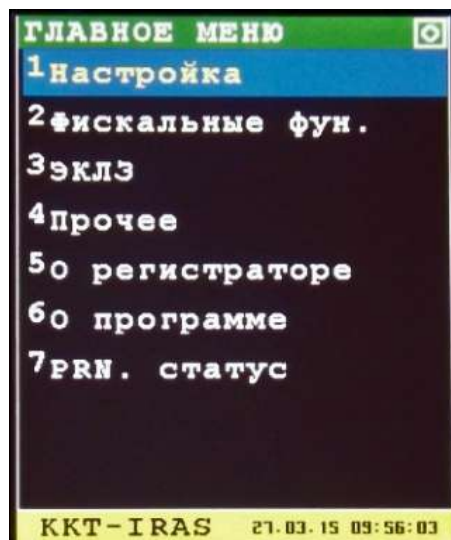 ГЛАВНОЕ МЕНЮ
1Настройка
2Фискальные фун.
3ЭКЛЗ
4Прочее
5О регистраторе
6О программе
7PRN. статус
KKT-IRAS 27.03.15 09:56:03